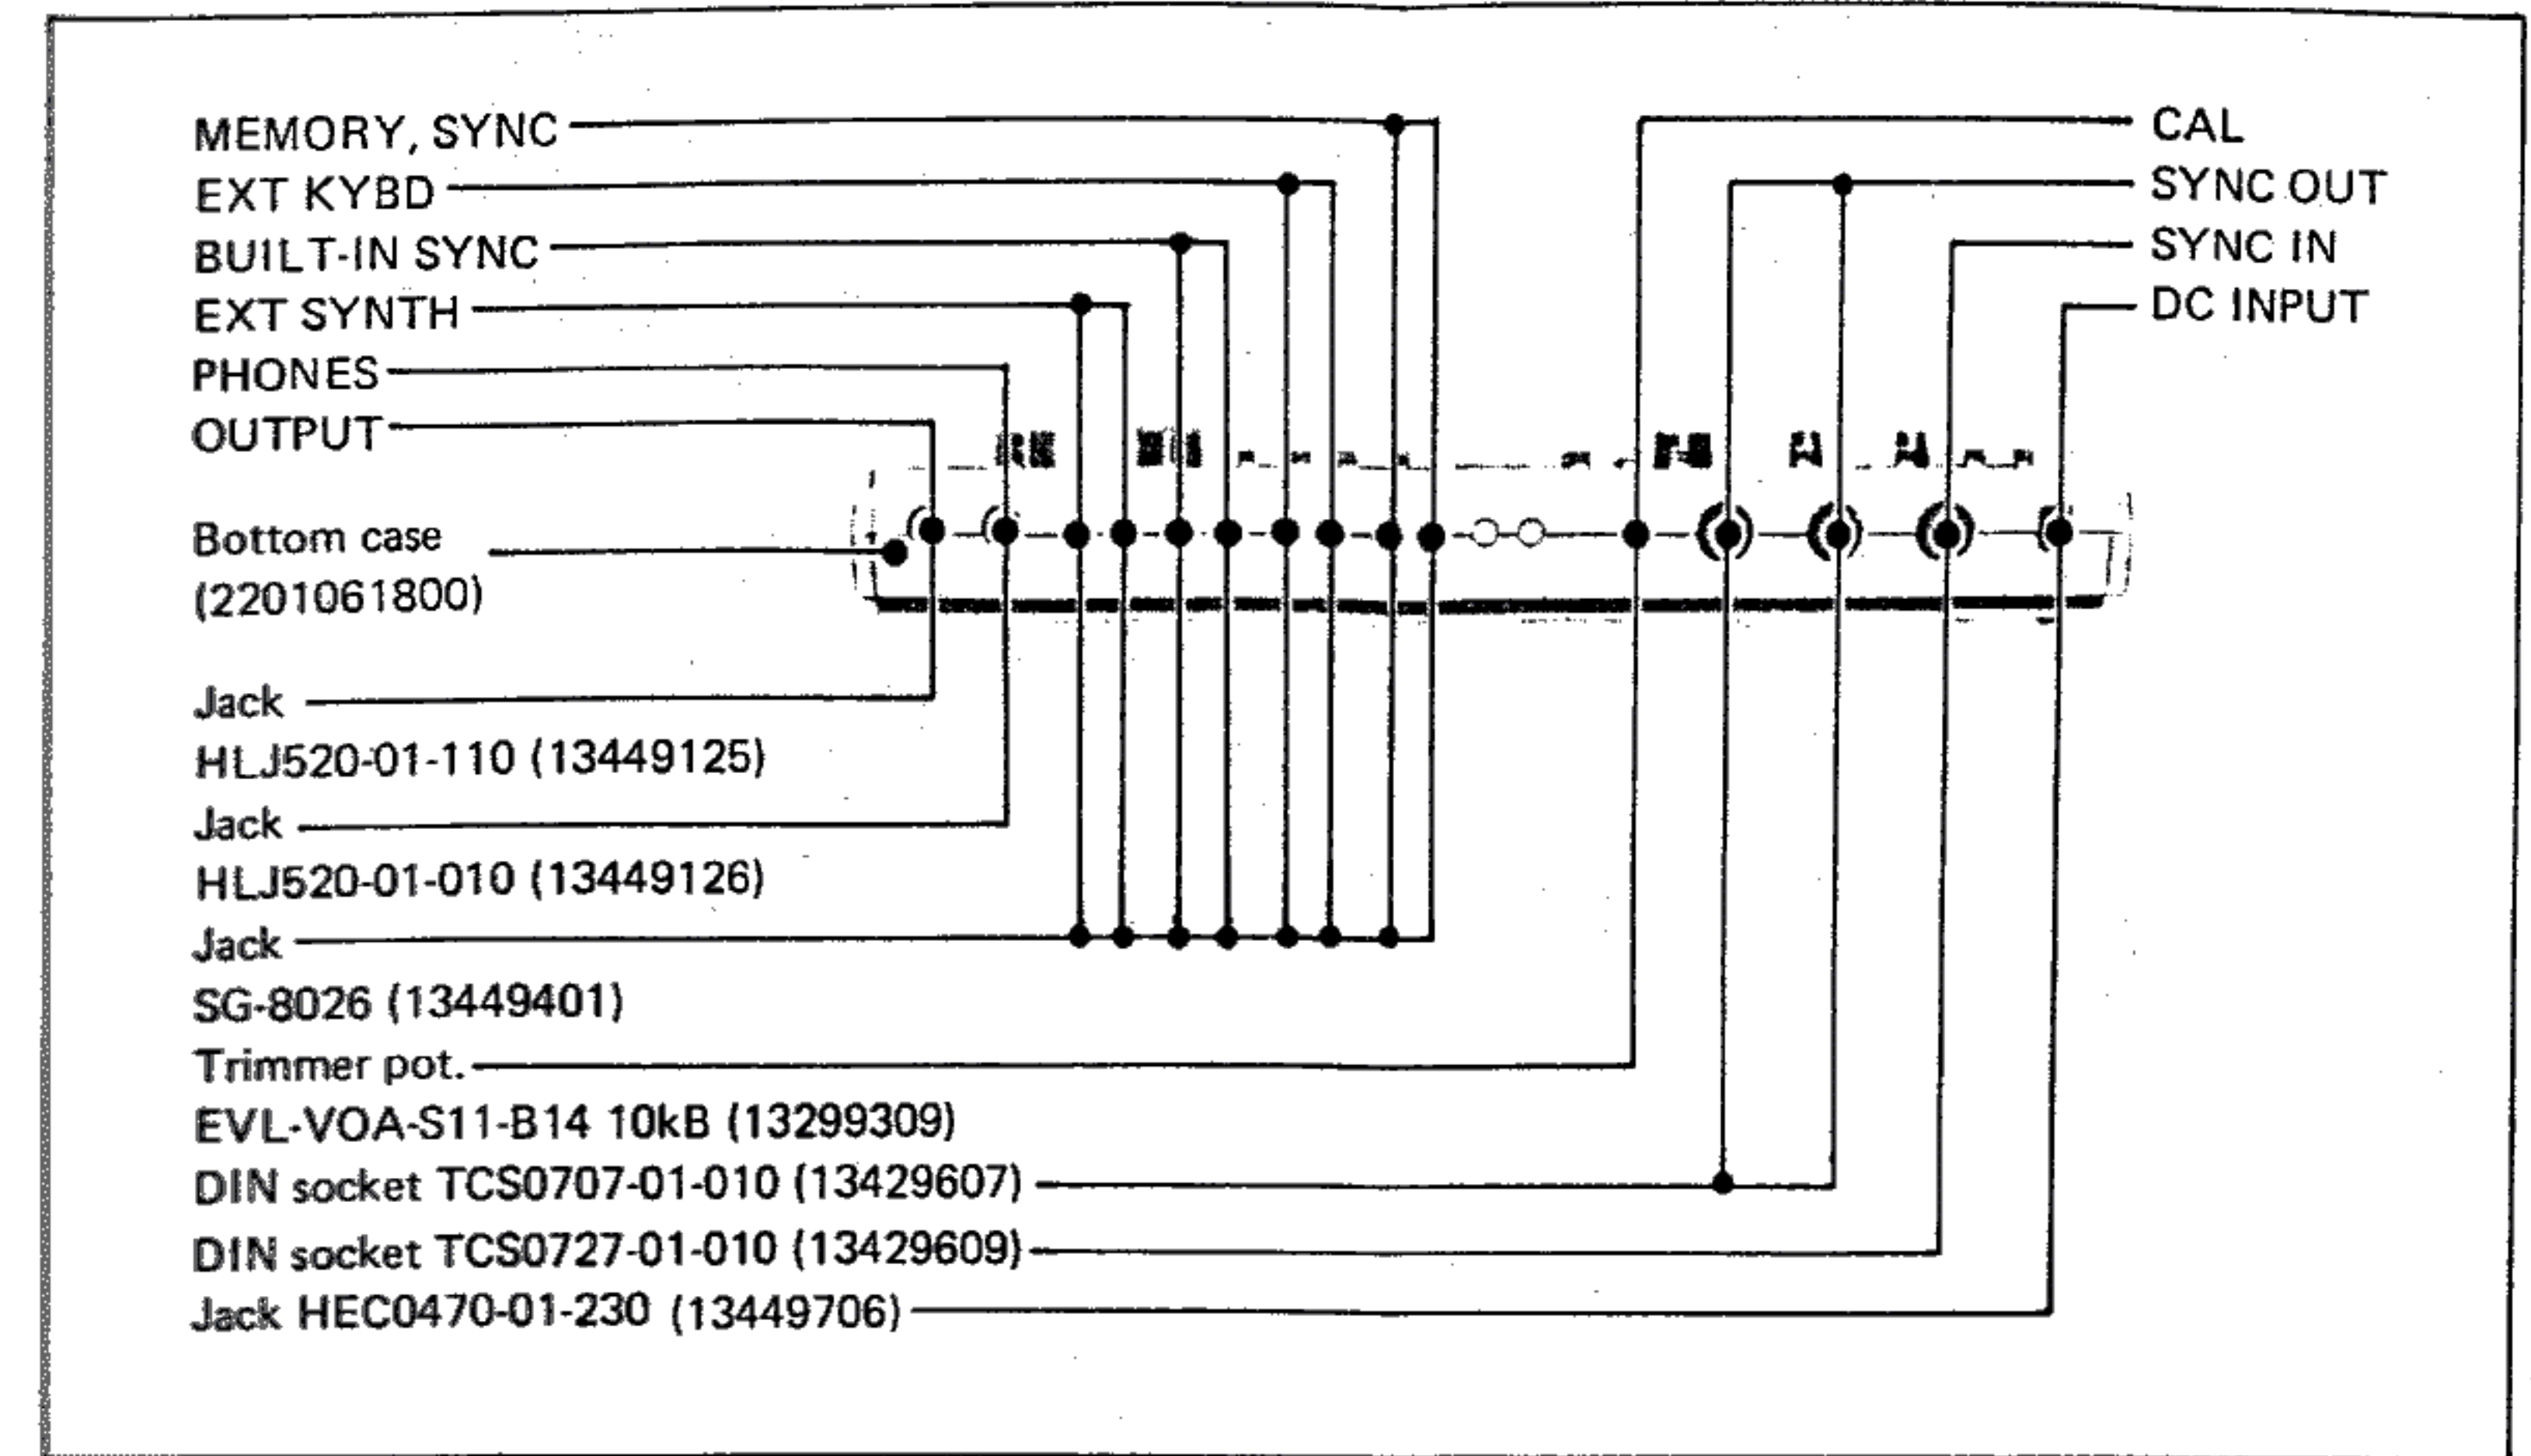 MEMORY, SYNC
EXT KYBD
BUILT-IN SYNC
EXT SYNTH
PHONES
OUTPUT
CAL
SYNC OUT
SYNC IN
DC INPUT
Bottom case
(2201061800)
Jack
HLJ520-01-110 (13449125)
Jack
HLJ520-01-010 (13449126)
Jack
SG-8026 (13449401)
Trimmer pot.
EVL-VOA-S11-B14 10kB (13299309)
DIN socket TCS0707-01-010 (13429607)
DIN socket TCS0727-01-010 (13429609)
Jack HEC0470-01-230 (13449706)